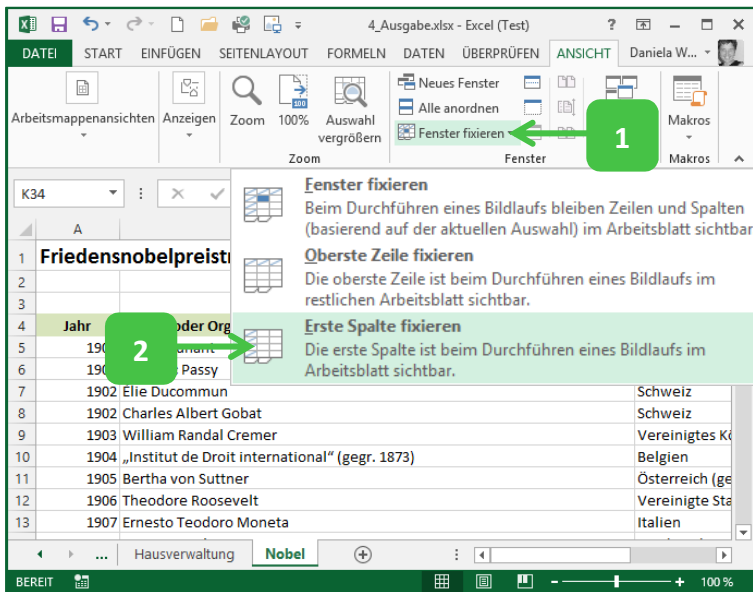 4_Ausgabe.xlsx - Excel (Test)
DATEI START EINFÜGEN SEITENLAYOUT FORMELN DATEN ÜBERPRÜFEN ANSICHT Daniela W...
Arbeitsmappenansichten
Anzeigen
Zoom
100%
Auswahl
vergrößern
Neues Fenster
Alle anordnen
Fenster fixieren
1
Makros
Zoom Fenster Makros
K34
Fenster fixieren
Beim Durchführen eines Bildlaufs bleiben Zeilen und Spalten
(basierend auf der aktuellen Auswahl) im Arbeitsblatt sichtbar
Oberste Zeile fixieren
Die oberste Zeile ist beim Durchführen eines Bildlaufs im
restlichen Arbeitsblatt sichtbar.
2
Erste Spalte fixieren
Die erste Spalte ist beim Durchführen eines Bildlaufs im
Arbeitsblatt sichtbar.
A
1 Friedensnobelpreistr
2
3
4 Jahr oder Org
5 190
6 190 Passy
7 1902 Élie Ducommun Schweiz
8 1902 Charles Albert Gobat Schweiz
9 1903 William Randal Cremer Vereinigtes Kö
10 1904 „Institut de Droit international“ (gegr. 1873) Belgien
11 1905 Bertha von Suttner Österreich (ge
12 1906 Theodore Roosevelt Vereinigte Sta
13 1907 Ernesto Teodoro Moneta Italien
... Hausverwaltung Nobel
BEREIT 100 %